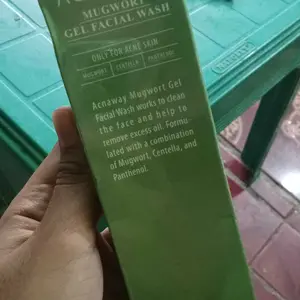 MUGWORT
GEL FACIAL WASH
ONLY FOR ACNE SKIN
MUGWORT CENTELLA PANTHENOL
Acnaway Mugwort Gel
Facial Wash works to clean
the face and help to
remove excess oil. Formu-
lated with a combination
of Mugwort, Centella, and
Panthenol.